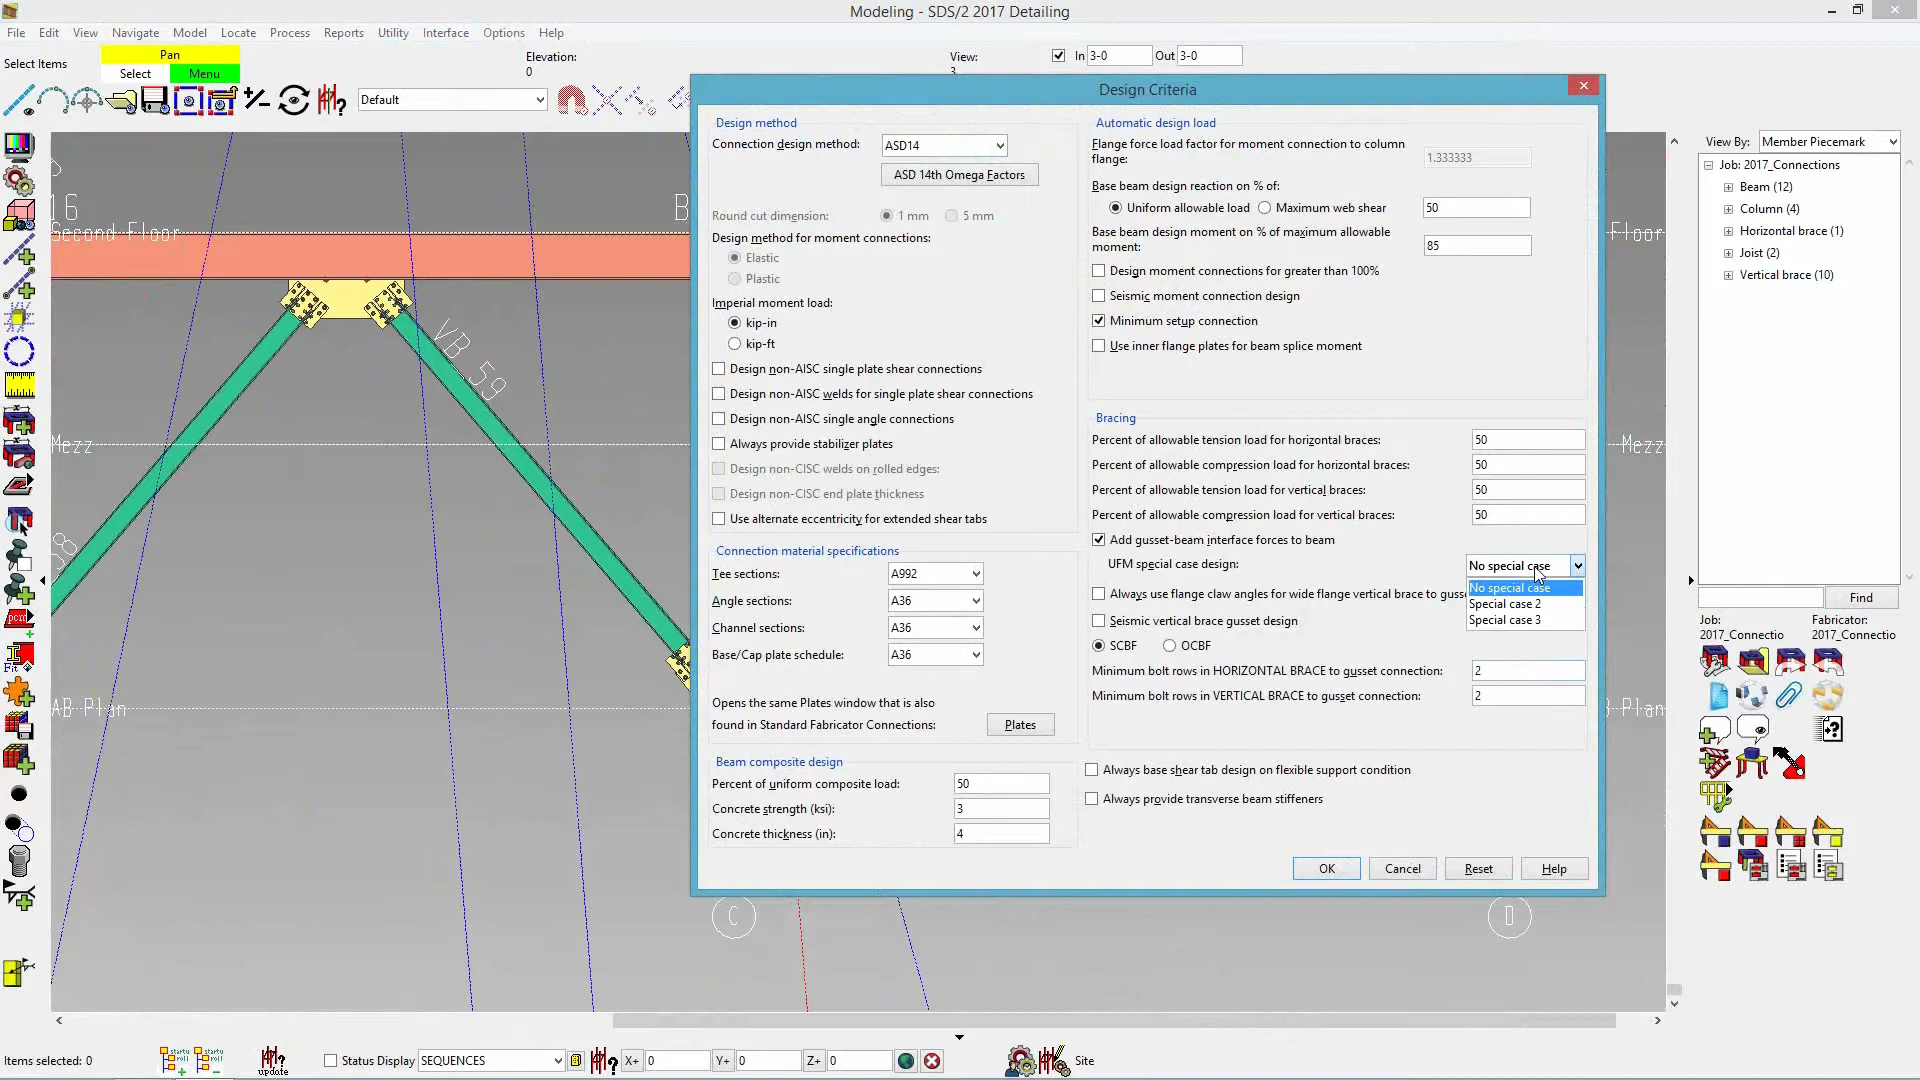 Modeling - SDS/2 2017 Detailing
File Edit View Navigate Model Locate Process Reports Utility Interface Options Help
Select Items
Pan
Select
Menu
Elevation:
0
View:
3
In 3-0
Out 3-0
Default
16
Second Floor
B
VB 59
58
Mezz
AB Plan
Floor
Mezz
Plan
C
D
Design Criteria
Design method
Connection design method:
ASD14
ASD 14th Omega Factors
Round cut dimension:
1 mm
5 mm
Design method for moment connections:
Elastic
Plastic
Imperial moment load:
kip-in
kip-ft
Design non-AISC single plate shear connections
Design non-AISC welds for single plate shear connections
Design non-AISC single angle connections
Always provide stabilizer plates
Design non-CISC welds on rolled edges:
Design non-CISC end plate thickness
Use alternate eccentricity for extended shear tabs
Connection material specifications
Tee sections:
A992
Angle sections:
A36
Channel sections:
A36
Base/Cap plate schedule:
A36
Opens the same Plates window that is also
found in Standard Fabricator Connections:
Plates
Beam composite design
Percent of uniform composite load:
50
Concrete strength (ksi):
3
Concrete thickness (in):
4
Automatic design load
Flange force load factor for moment connection to column
flange:
1.333333
Base beam design reaction on % of:
Uniform allowable load
Maximum web shear
50
Base beam design moment on % of maximum allowable
moment:
85
Design moment connections for greater than 100%
Seismic moment connection design
Minimum setup connection
Use inner flange plates for beam splice moment
Bracing
Percent of allowable tension load for horizontal braces:
50
Percent of allowable compression load for horizontal braces:
50
Percent of allowable tension load for vertical braces:
50
Percent of allowable compression load for vertical braces:
50
Add gusset-beam interface forces to beam
UFM special case design:
No special case
No special case
Special case 2
Special case 3
Always use flange claw angles for wide flange vertical brace to gusse
Seismic vertical brace gusset design
SCBF
OCBF
Minimum bolt rows in HORIZONTAL BRACE to gusset connection:
2
Minimum bolt rows in VERTICAL BRACE to gusset connection:
2
Always base shear tab design on flexible support condition
Always provide transverse beam stiffeners
OK
Cancel
Reset
Help
View By:
Member Piecemark
Job: 2017_Connections
Beam (12)
Column (4)
Horizontal brace (1)
Joist (2)
Vertical brace (10)
Find
Job:
2017_Connectio
Fabricator:
2017_Connectio
pcm
Fit
Items selected: 0
update
Status Display
SEQUENCES
X+ 0
Y+ 0
Z+ 0
Site